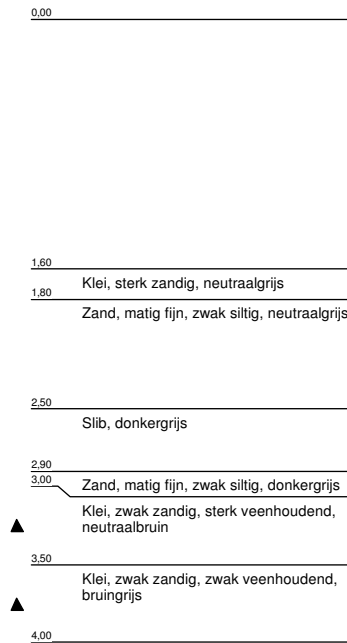 0,00
1,60
Klei, sterk zandig, neutraalgrijs
1,80
Zand, matig fijn, zwak siltig, neutraalgrijs
2,50
Slib, donkergrijs
2,90
3,00
Zand, matig fijn, zwak siltig, donkergrijs
Klei, zwak zandig, sterk veenhoudend,
neutraalbruin
3,50
Klei, zwak zandig, zwak veenhoudend,
bruingrijs
4,00